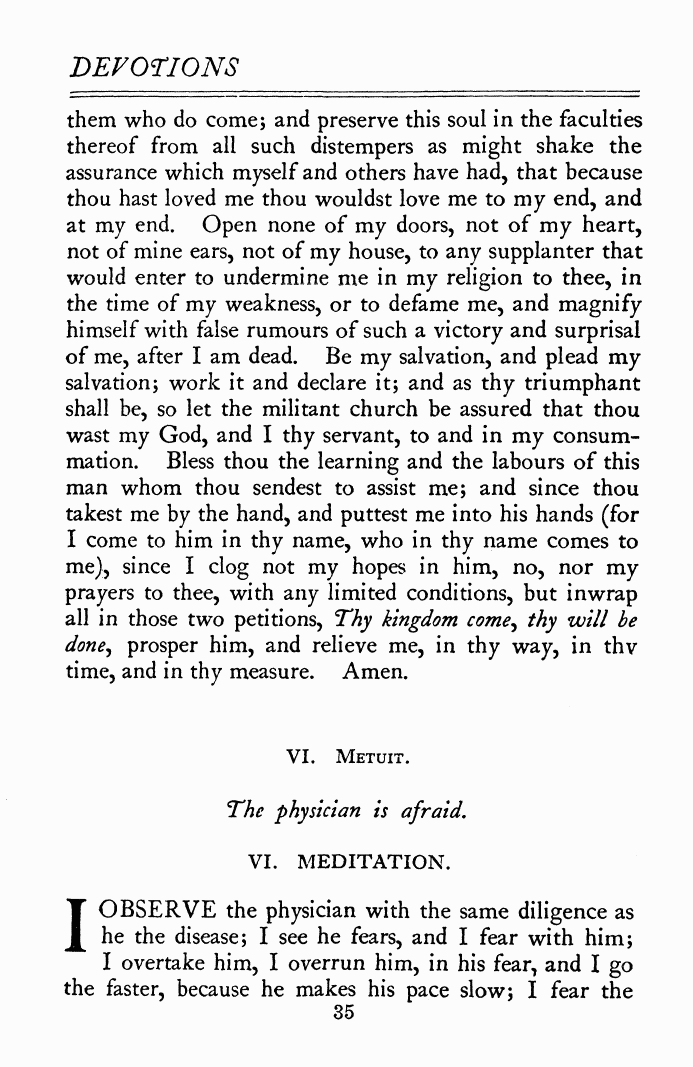 DEVOTIONS
them who do come; and preserve this soul in the faculties
thereof from all such distempers as might shake the
assurance which myself and others have had, that because
thou hast loved me thou wouldst love me to my end, and
at my end. Open none of my doors, not of my heart,
not of mine ears, not of my house, to any supplanter that
would enter to undermine me in my religion to thee, in
the time of my weakness, or to defame me, and magnify
himself with false rumours of such a victory and surprisal
of me, after I am dead. Be my salvation, and plead my
salvation; work it and declare it; and as thy triumphant
shall be, so let the militant church be assured that thou
wast my God, and I thy servant, to and in my consum-
mation. Bless thou the learning and the labours of this
man whom thou sendest to assist me; and since thou
takest me by the hand, and puttest me into his hands (for
I come to him in thy name, who in thy name comes to
me), since I clog not my hopes in him, no, nor my
prayers to thee, with any limited conditions, but inwrap
all in those two petitions, Thy kingdom come, thy will be
done, prosper him, and relieve me, in thy way, in thy
time, and in thy measure. Amen.
VI. METUIT.
The physician is afraid.
VI. MEDITATION.
I OBSERVE the physician with the same diligence as
he the disease; I see he fears, and I fear with him;
I overtake him, I overrun him, in his fear, and I go
the faster, because he makes his pace slow; I fear the
35